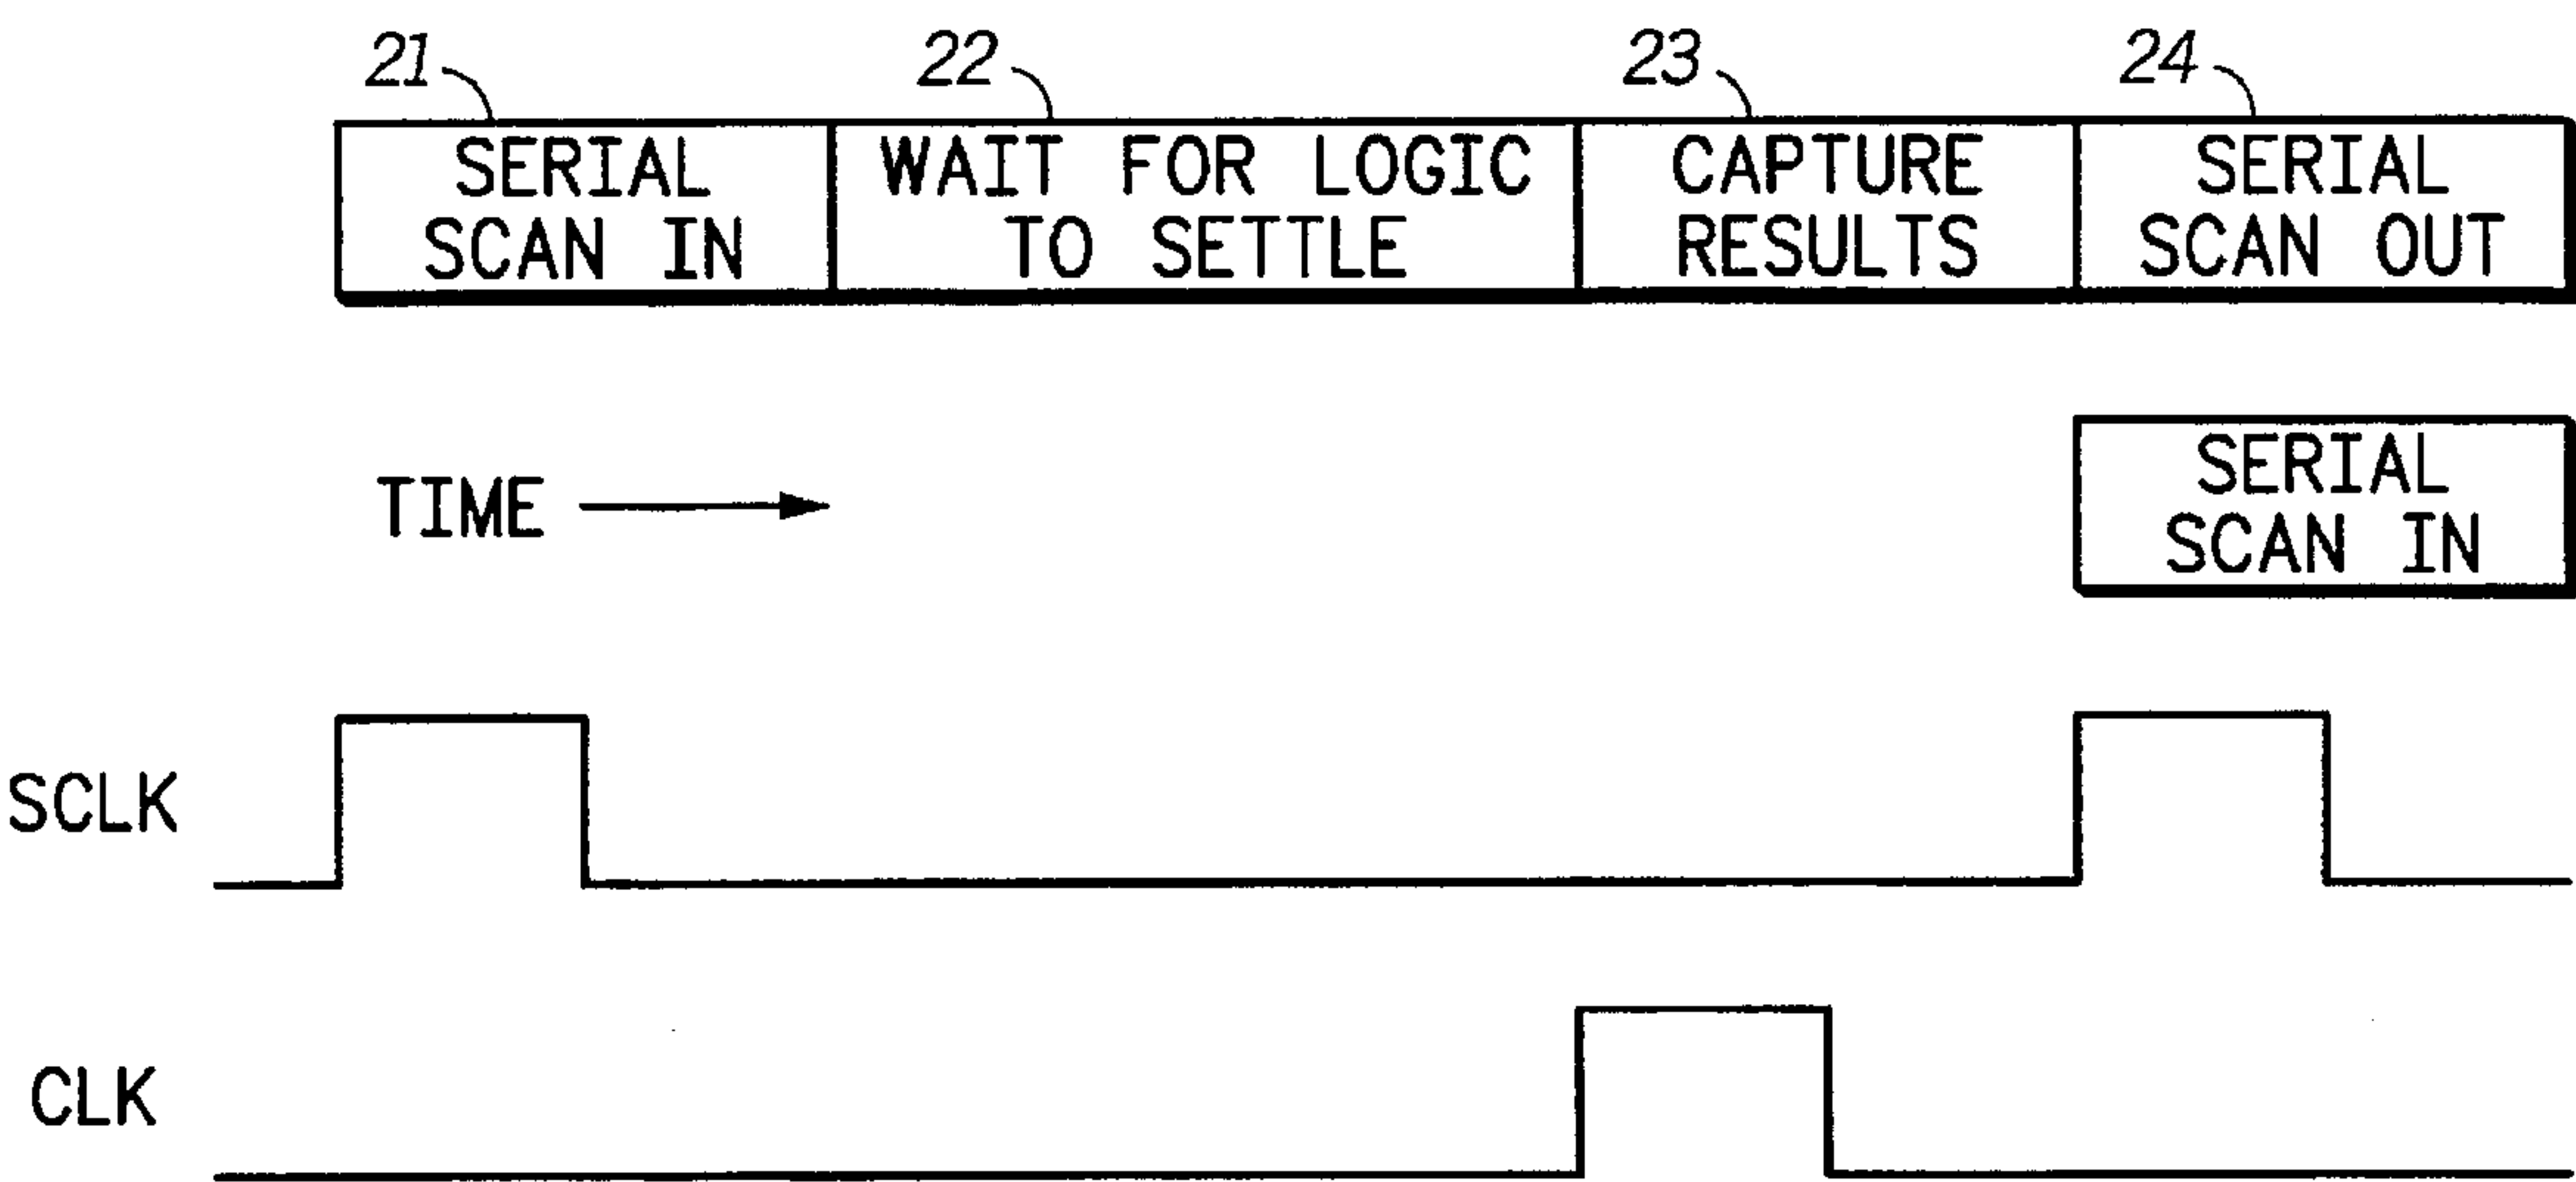 21
22
23
24
SERIAL
SCAN IN
WAIT FOR LOGIC
TO SETTLE
CAPTURE
RESULTS
SERIAL
SCAN OUT
SERIAL
SCAN IN
TIME
SCLK
CLK